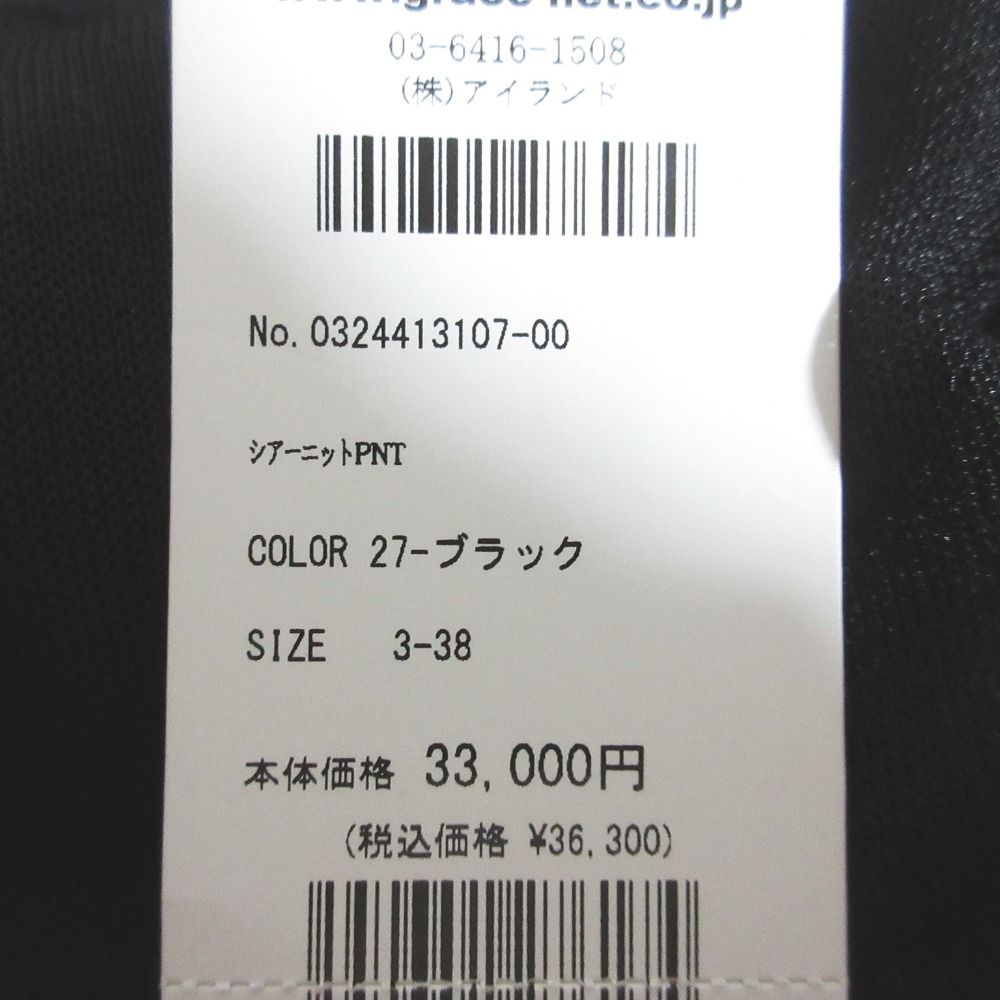 03-6416-1508
(株)アイランド
No.0324413107-00
シアーニットPNT
COLOR 27-ブラック
SIZE 3-38
本体価格 33,000円
(税込価格 ¥36,300)